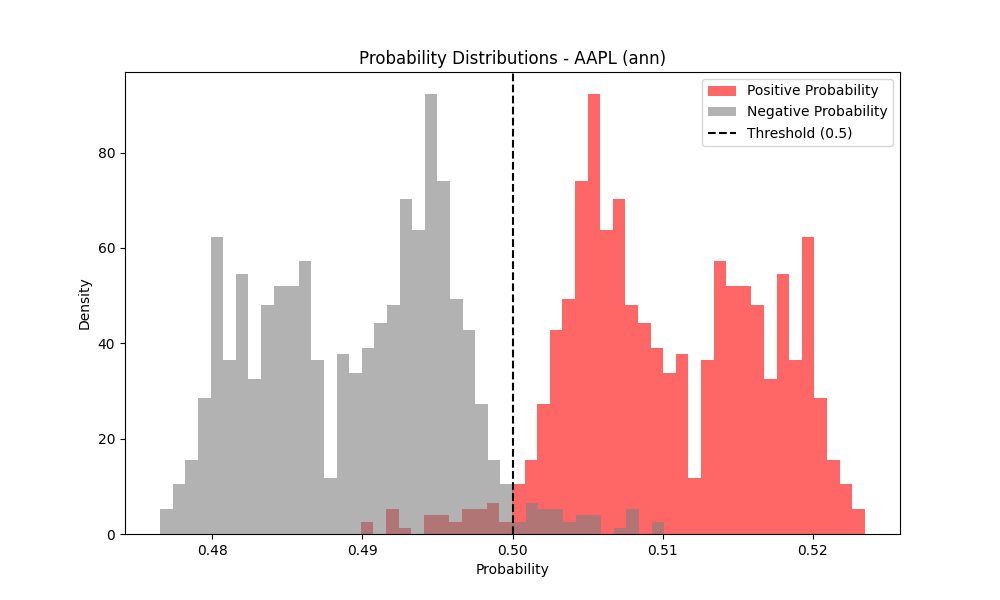 Probability Distributions - AAPL (ann)
Positive Probability
Negative Probability
Threshold (0.5)
80
60
40
20
0
Density
0.48 0.49 0.50 0.51 0.52
Probability